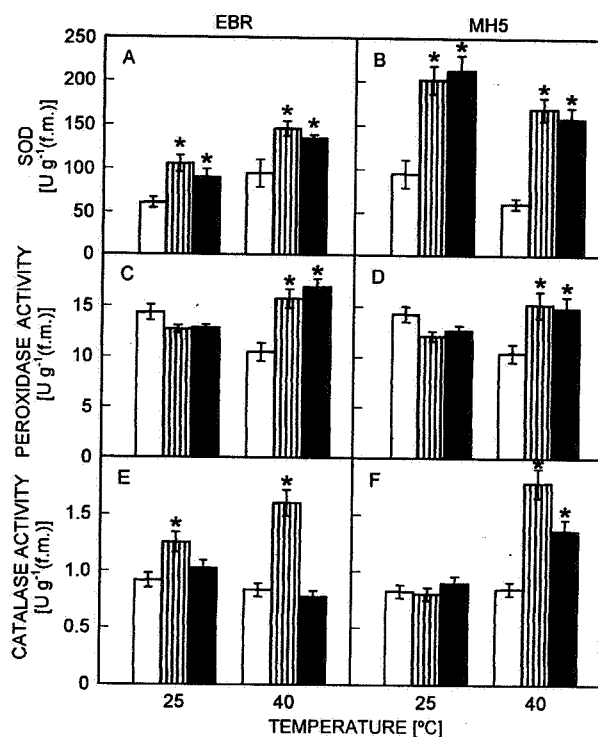 EBR MH5
250
200
150
100
50
0
SOD
[U g-1(f.m.)]
A
* * * *
B
* * * *
15
10
5
0
PEROXIDASE ACTIVITY
[U g-1(f.m.)]
C
* *
D
* *
1.5
1.0
0.5
0
CATALASE ACTIVITY
[U g-1(f.m.)]
E
* *
F
* *
25 40 25 40
TEMPERATURE [ºC]